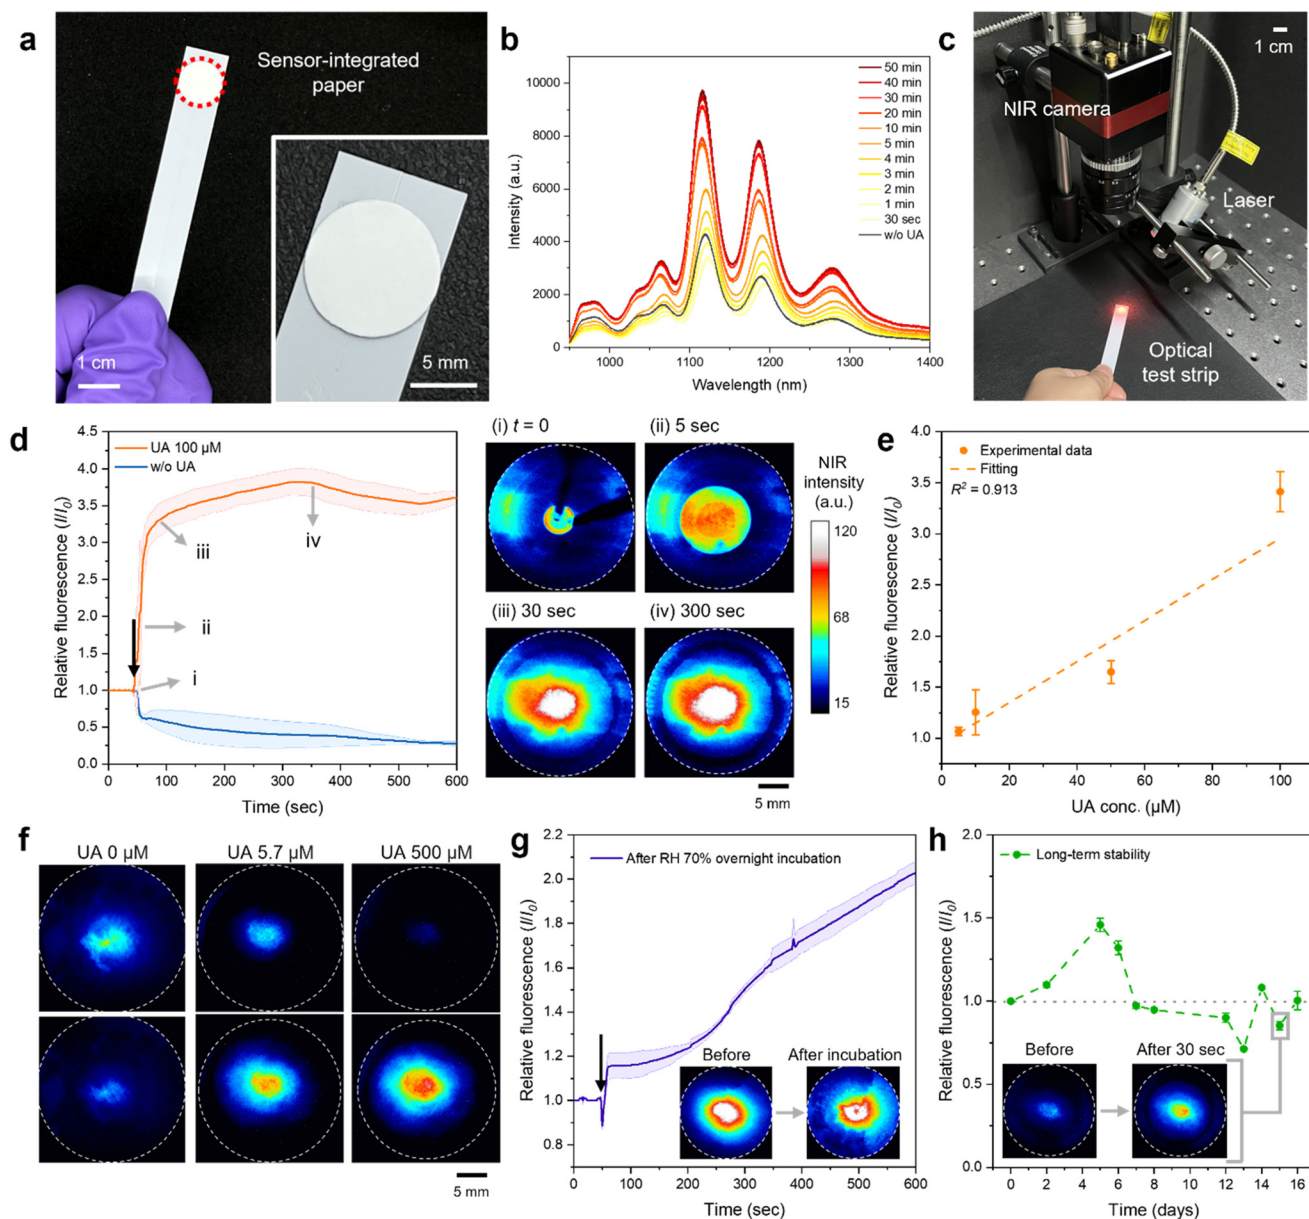 a
Sensor-integrated
paper
1 cm
5 mm
b
Intensity (a.u.)
10000
8000
6000
4000
2000
0
1000
1100
1200
1300
1400
Wavelength (nm)
50 min
40 min
30 min
20 min
10 min
5 min
4 min
3 min
2 min
1 min
30 sec
w/o UA
c
1 cm
NIR camera
Laser
Optical
test strip
d
Relative fluorescence (I/I₀)
4.5
4.0
3.5
3.0
2.5
2.0
1.5
1.0
0.5
0.0
UA 100 µM
w/o UA
iii
iv
ii
i
0
100
200
300
400
500
600
Time (sec)
(i) t = 0
(ii) 5 sec
(iii) 30 sec
(iv) 300 sec
NIR
intensity
(a.u.)
120
68
15
5 mm
e
Relative fluorescence (I/I₀)
4.0
3.5
3.0
2.5
2.0
1.5
1.0
Experimental data
Fitting
R² = 0.913
0
20
40
60
80
100
UA conc. (µM)
f
UA 0 µM
UA 5.7 µM
UA 500 µM
5 mm
g
Relative fluorescence (I/I₀)
2.2
2.0
1.8
1.6
1.4
1.2
1.0
0.8
After RH 70% overnight incubation
Before
After incubation
0
100
200
300
400
500
600
Time (sec)
h
Relative fluorescence (I/I₀)
2.0
1.5
1.0
0.5
0.0
Long-term stability
Before
After 30 sec
0
2
4
6
8
10
12
14
16
Time (days)